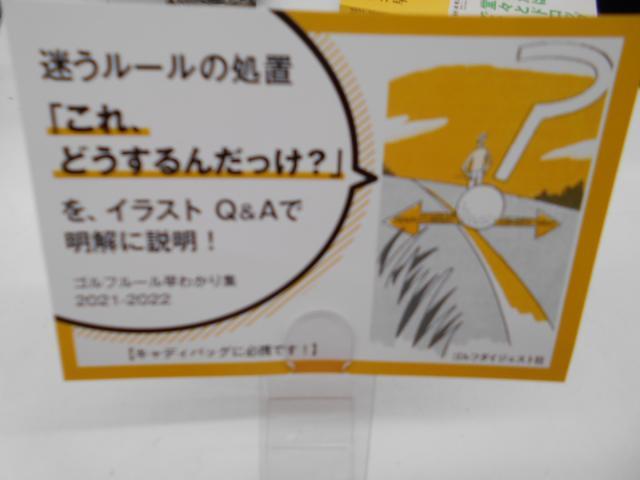 迷うルールの処置
「これ、
どうするんだっけ？」
を、イラスト Q&Aで
明解に説明！
ゴルフルール早わかり集
2021-2022
【キャディバッグに必携です！】
ゴルフダイジェスト社